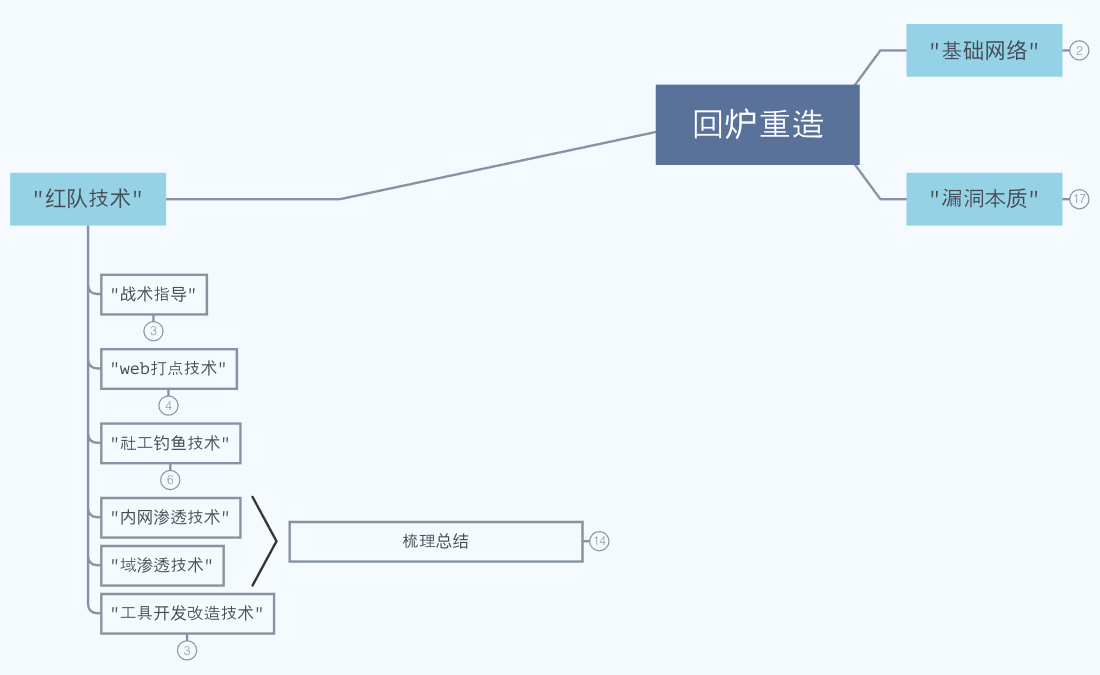 回炉重造
"基础网络"
2
"漏洞本质"
17
"红队技术"
"战术指导"
3
"web打点技术"
4
"社工钓鱼技术"
6
"内网渗透技术"
"域渗透技术"
梳理总结
14
"工具开发改造技术"
3